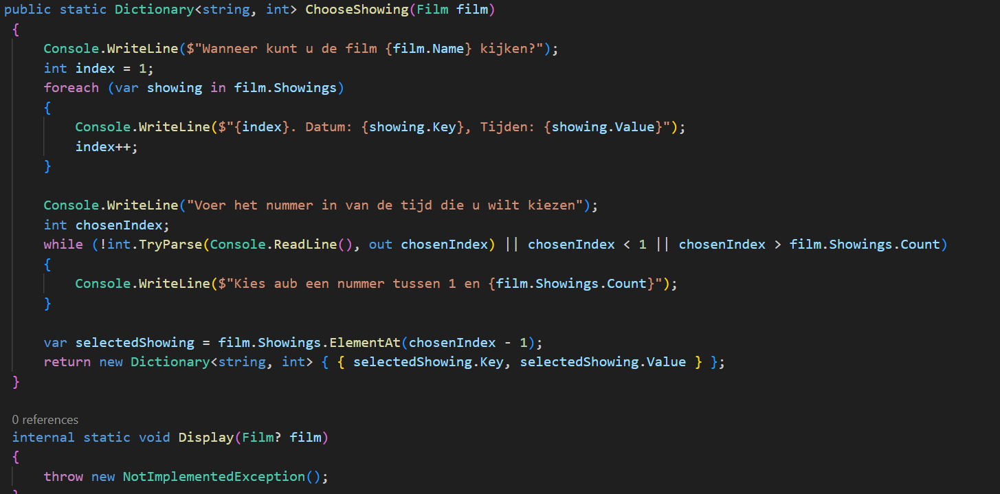 public static Dictionary<string, int> ChooseShowing(Film film)
{
Console.WriteLine($"Wanneer kunt u de film {film.Name} kijken?");
int index = 1;
foreach (var showing in film.Showings)
{
Console.WriteLine($"{index}. Datum: {showing.Key}, Tijden: {showing.Value}");
index++;
}
Console.WriteLine("Voer het nummer in van de tijd die u wilt kiezen");
int chosenIndex;
while (!int.TryParse(Console.ReadLine(), out chosenIndex) || chosenIndex < 1 || chosenIndex > film.Showings.Count)
{
Console.WriteLine($"Kies aub een nummer tussen 1 en {film.Showings.Count}");
}
var selectedShowing = film.Showings.ElementAt(chosenIndex - 1);
return new Dictionary<string, int> { { selectedShowing.Key, selectedShowing.Value } };
}
0 references
internal static void Display(Film? film)
{
throw new NotImplementedException();
}